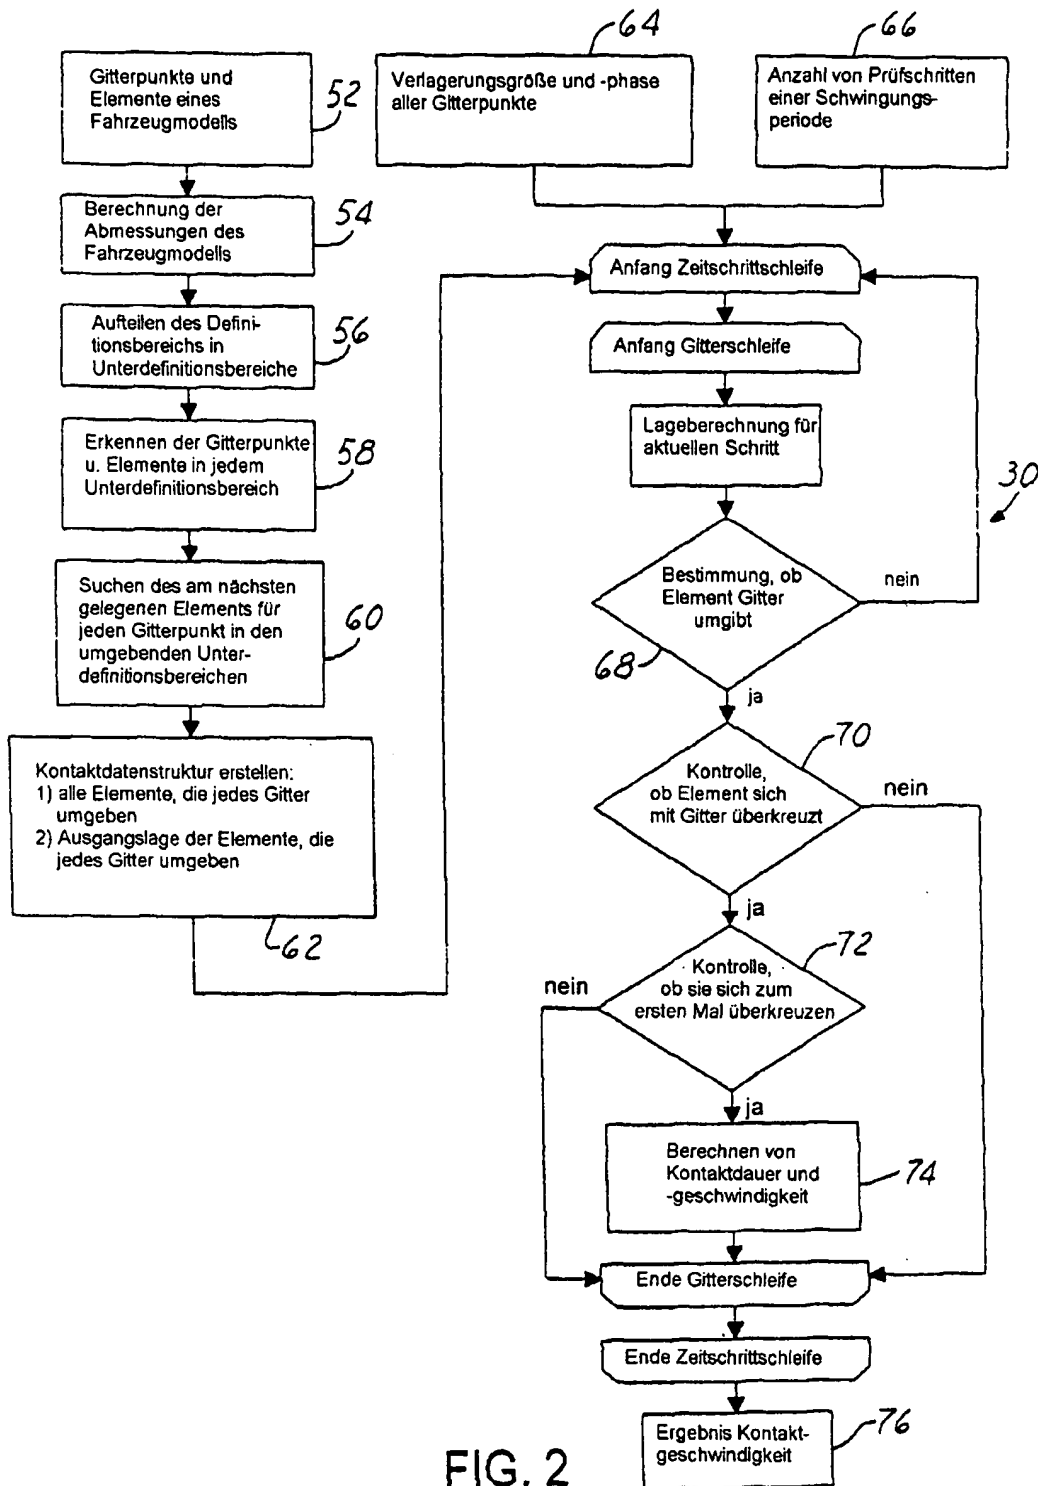 Gitterpunkte und
Elemente eines
Fahrzeugmodells
52
Berechnung der
Abmessungen des
Fahrzeugmodells
54
Aufteilen des Defini-
tionsbereichs in
Unterdefinitionsbereiche
56
Erkennen der Gitterpunkte
u. Elemente in jedem
Unterdefinitionsbereich
58
Suchen des am nächsten
gelegenen Elements für
jeden Gitterpunkt in den
umgebenden Unter-
definitionsbereichen
60
Kontaktdatenstruktur erstellen:
1) alle Elemente, die jedes Gitter
umgeben
2) Ausgangslage der Elemente, die
jedes Gitter umgeben
62
64
Verlagerungsgröße und -phase
aller Gitterpunkte
66
Anzahl von Prüfschritten
einer Schwingungs-
periode
Anfang Zeitschrittschleife
Anfang Gitterschleife
Lageberechnung für
aktuellen Schritt
30
Bestimmung, ob
Element Gitter
umgibt
nein
68
ja
70
Kontrolle,
ob Element sich
mit Gitter überkreuzt
nein
ja
72
Kontrolle,
ob sie sich zum
ersten Mal überkreuzen
nein
ja
Berechnen von
Kontaktdauer und
-geschwindigkeit
74
Ende Gitterschleife
Ende Zeitschrittschleife
Ergebnis Kontakt-
geschwindigkeit
76
FIG. 2